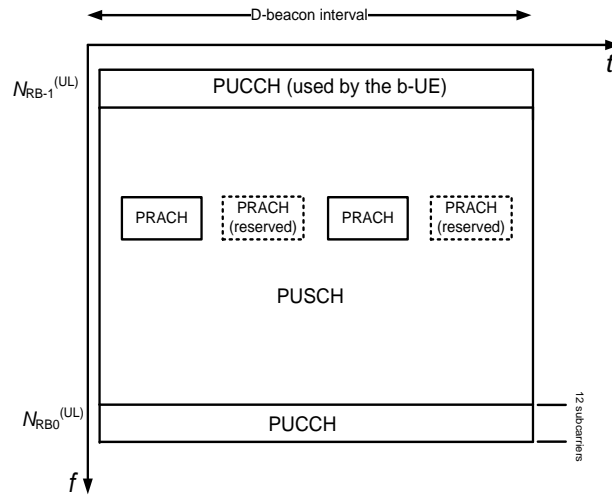 D-beacon interval
t
N_RB-1^(UL)
PUCCH (used by the b-UE)
PRACH
PRACH
(reserved)
PRACH
PRACH
(reserved)
PUSCH
N_RB0^(UL)
PUCCH
12 subcarriers
f